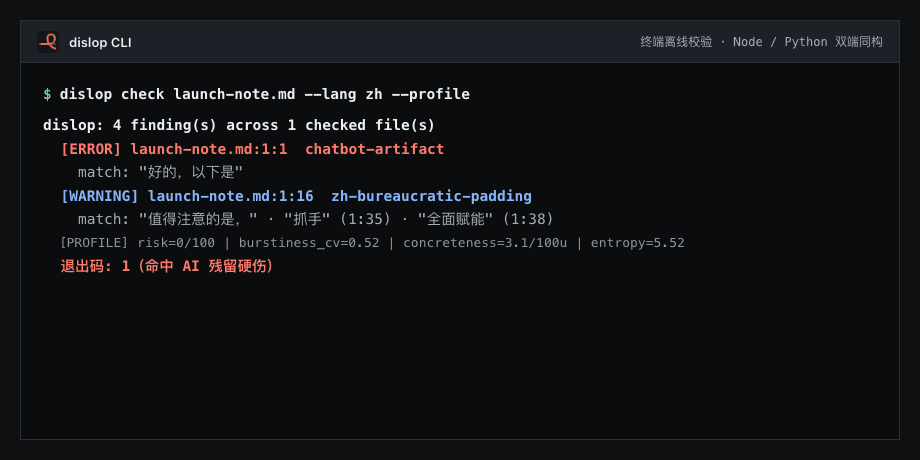 dislop CLI
终端离线校验 · Node / Python 双端同构
$ dislop check launch-note.md --lang zh --profile
dislop: 4 finding(s) across 1 checked file(s)
[ERROR] launch-note.md:1:1 chatbot-artifact
match: "好的，以下是"
[WARNING] launch-note.md:1:16 zh-bureaucratic-padding
match: "值得注意的是，" · "抓手" (1:35) · "全面赋能" (1:38)
[PROFILE] risk=0/100 | burstiness_cv=0.52 | concreteness=3.1/100u | entropy=5.52
退出码: 1 (命中 AI 残留硬伤)